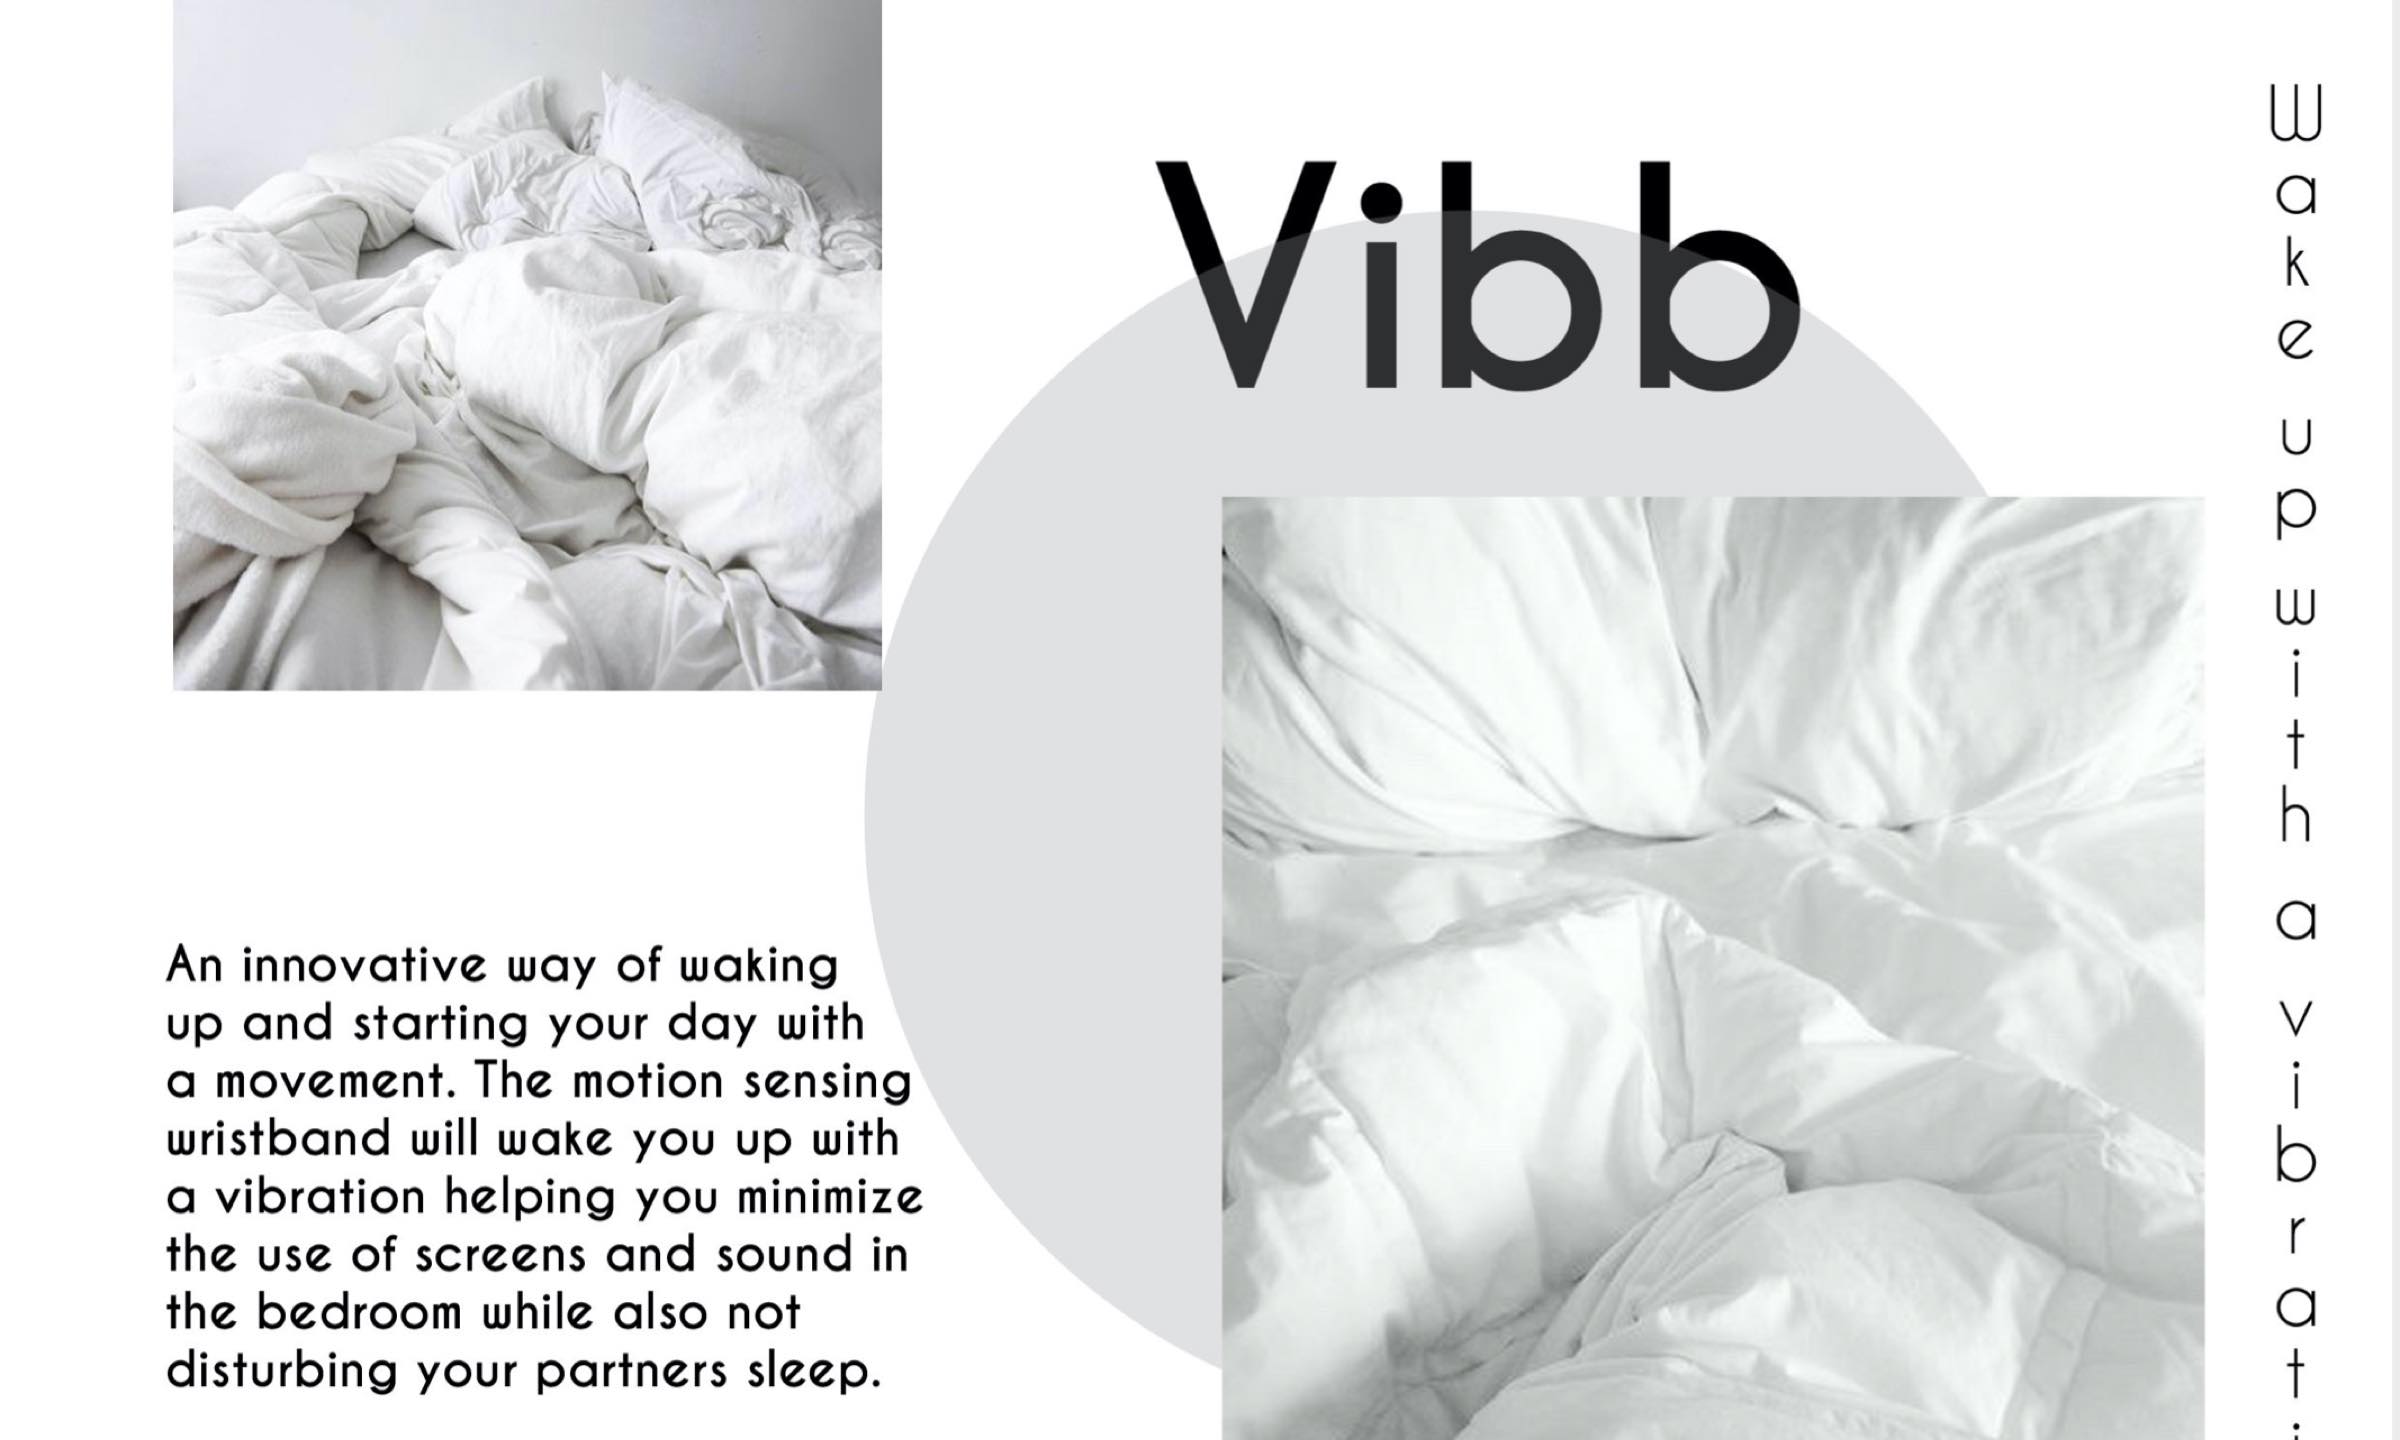 Vibb
An innovative way of waking
up and starting your day with
a movement. The motion sensing
wristband will wake you up with
a vibration helping you minimize
the use of screens and sound in
the bedroom while also not
disturbing your partners sleep.
Wake up with a vibrati